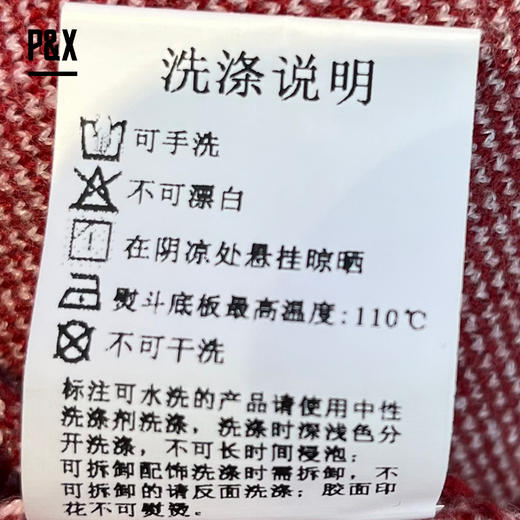 P&X
洗涤说明
可手洗
不可漂白
在阴凉处悬挂晾晒
熨斗底板最高温度:110℃
不可干洗
标注可水洗的产品请使用中性
洗涤剂洗涤，洗涤时深浅色分
开洗涤，不可长时间浸泡;
可拆卸配饰洗涤时需拆卸，不
可拆卸的请反面洗涤;胶面印
花不可熨烫。